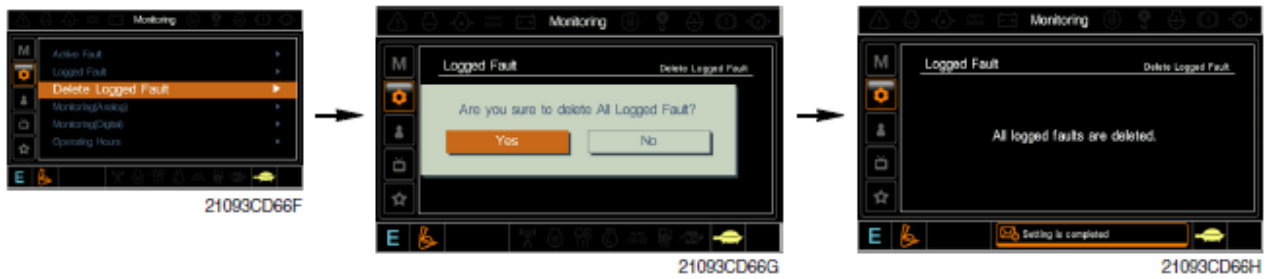 Monitoring
M
Active Fault
Logged Fault
Delete Logged Fault
Monitoring(Analog)
Monitoring(Digital)
Operating Hours
E
21093CD66F
Monitoring
M
Logged Fault
Delete Logged Fault
Are you sure to delete All Logged Fault?
Yes
No
E
21093CD66G
Monitoring
M
Logged Fault
Delete Logged Fault
All logged faults are deleted.
E
Setting is completed
21093CD66H